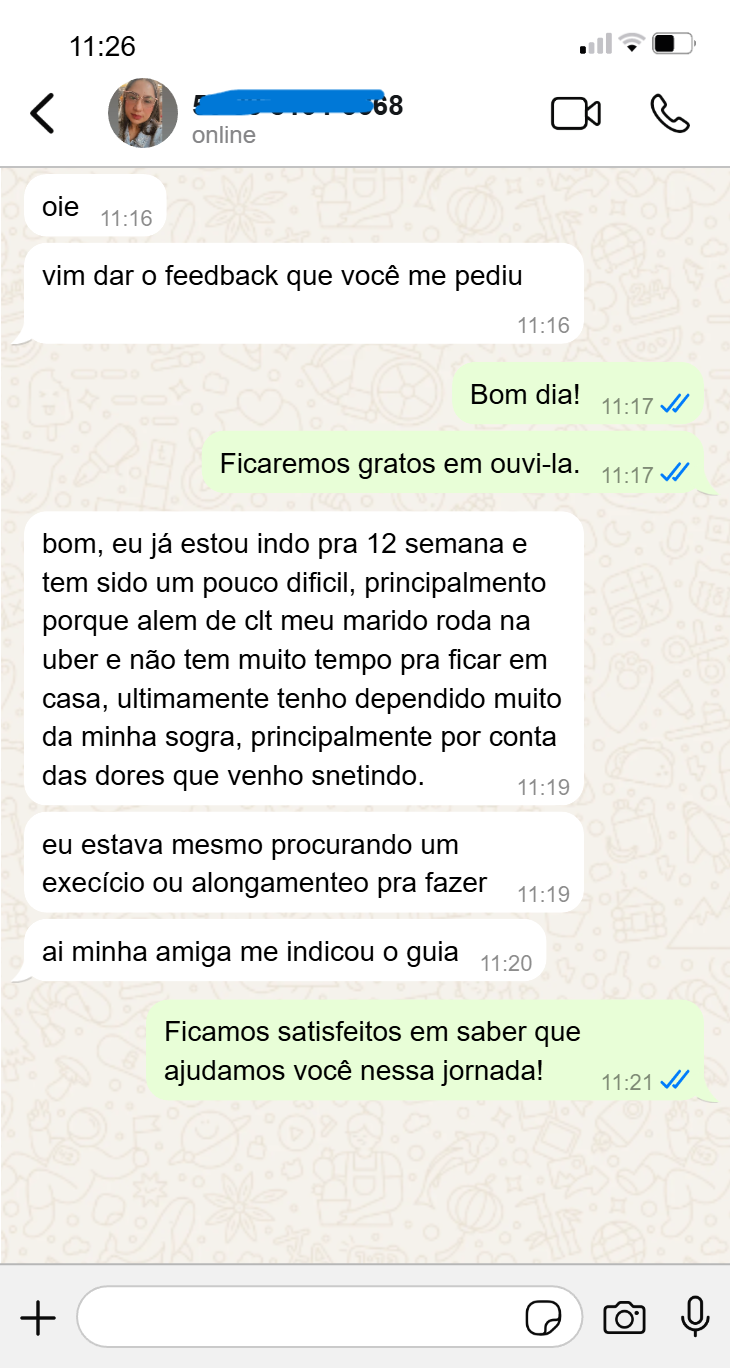 11:26
68
online
oie 11:16
vim dar o feedback que você me pediu
11:16
Bom dia! 11:17
Ficaremos gratos em ouvi-la. 11:17
bom, eu já estou indo pra 12 semana e
tem sido um pouco dificil, principalmento
porque alem de clt meu marido roda na
uber e não tem muito tempo pra ficar em
casa, ultimamente tenho dependido muito
da minha sogra, principalmente por conta
das dores que venho snetindo. 11:19
eu estava mesmo procurando um
execício ou alongamenteo pra fazer 11:19
ai minha amiga me indicou o guia 11:20
Ficamos satisfeitos em saber que
ajudamos você nessa jornada! 11:21